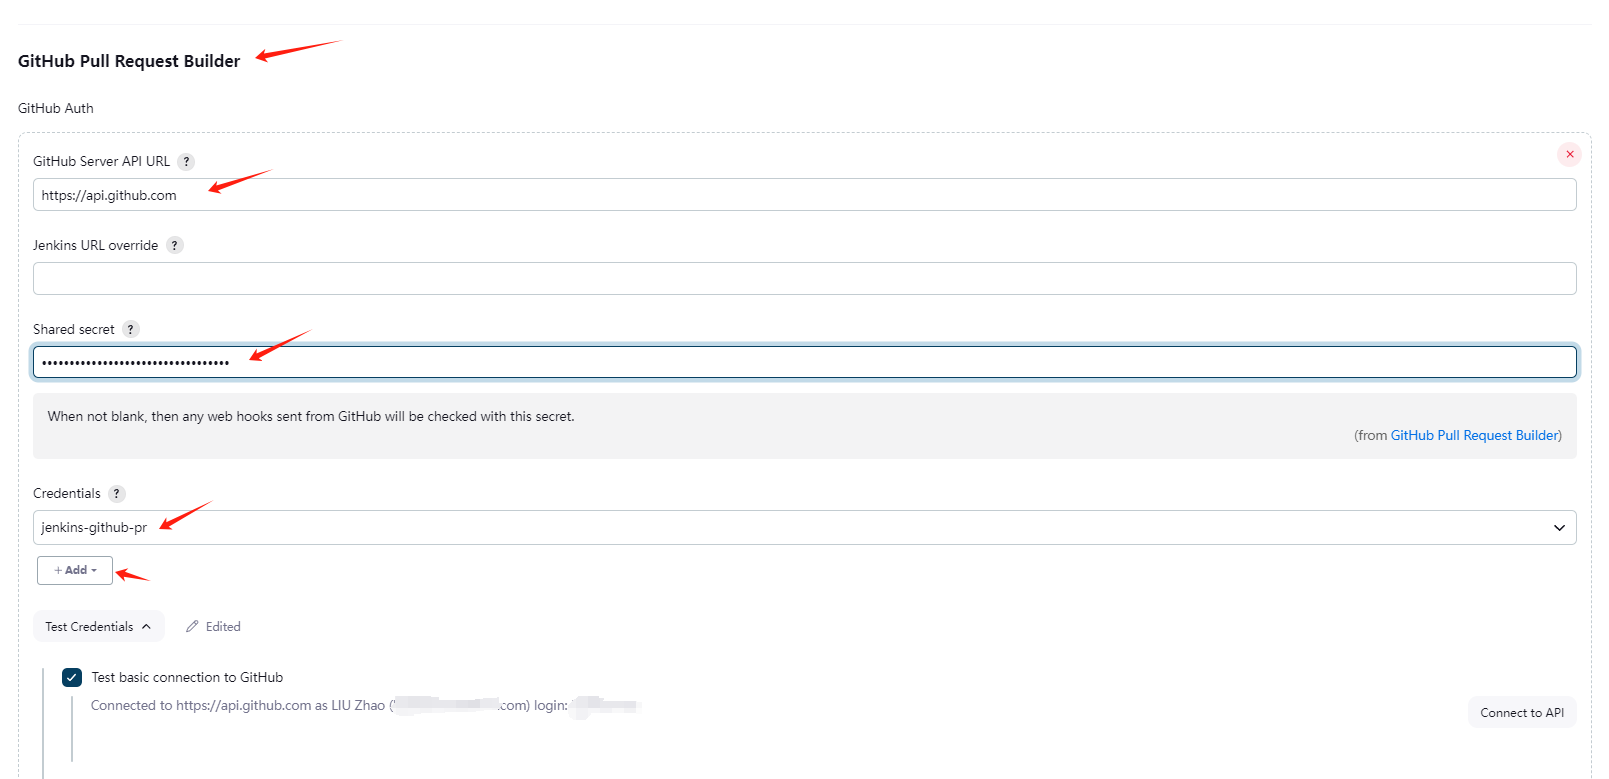 GitHub Pull Request Builder
GitHub Auth
GitHub Server API URL ?
https://api.github.com
Jenkins URL override ?
Shared secret ?
••••••••••••••••••••••••••••••••••
When not blank, then any web hooks sent from GitHub will be checked with this secret.
(from GitHub Pull Request Builder)
Credentials ?
jenkins-github-pr
+ Add
Test Credentials
Edited
Test basic connection to GitHub
Connected to https://api.github.com as LIU Zhao ( .com) login:
Connect to API